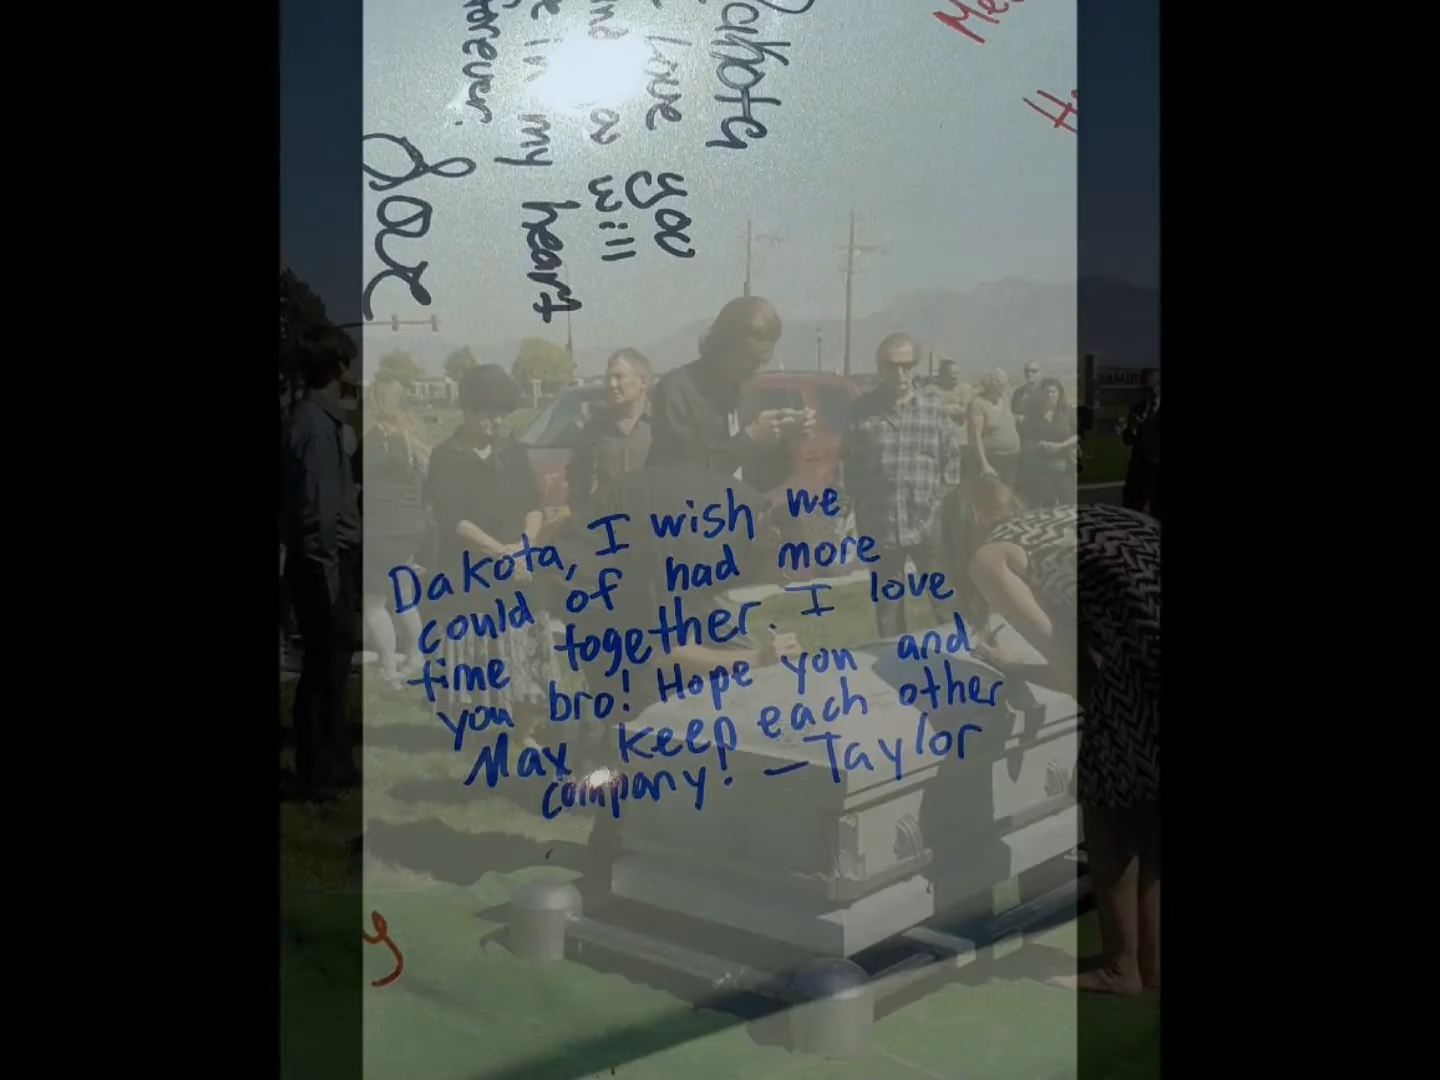 Dakota
love you
will
in my heart
forever.
Dakota, I wish we
could of had more
time together. I love
you bro! Hope you and
Max keep each other
company! —Taylor